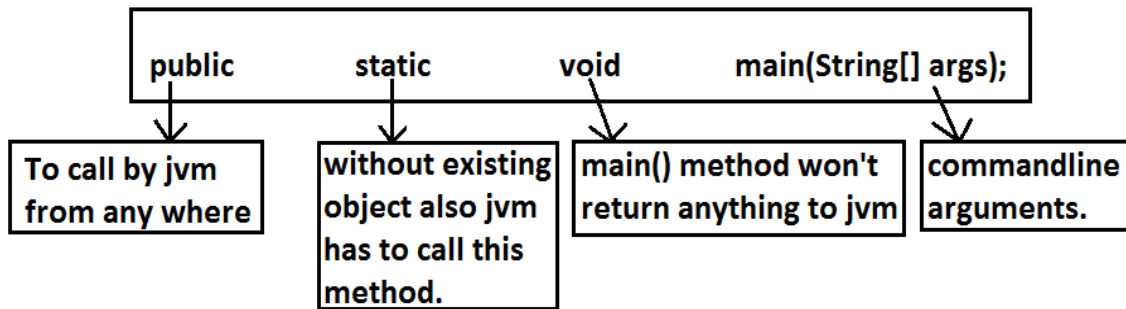 public static void main(String[] args);
To call by jvm
from any where
without existing
object also jvm
has to call this
method.
main() method won't
return anything to jvm
commandline
arguments.